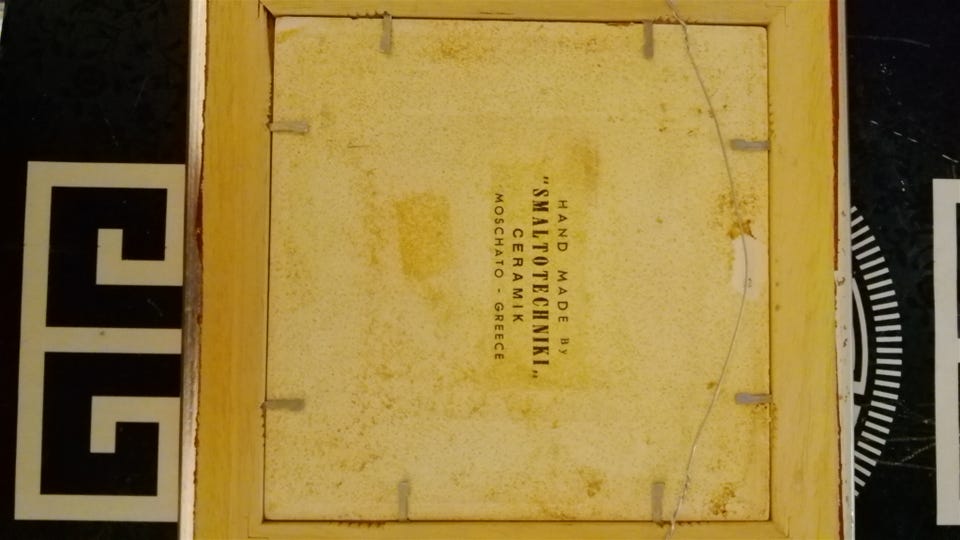 HAND MADE By
"SMALTOTECHNIKI„
CERAMIK
MOSCHATO - GREECE